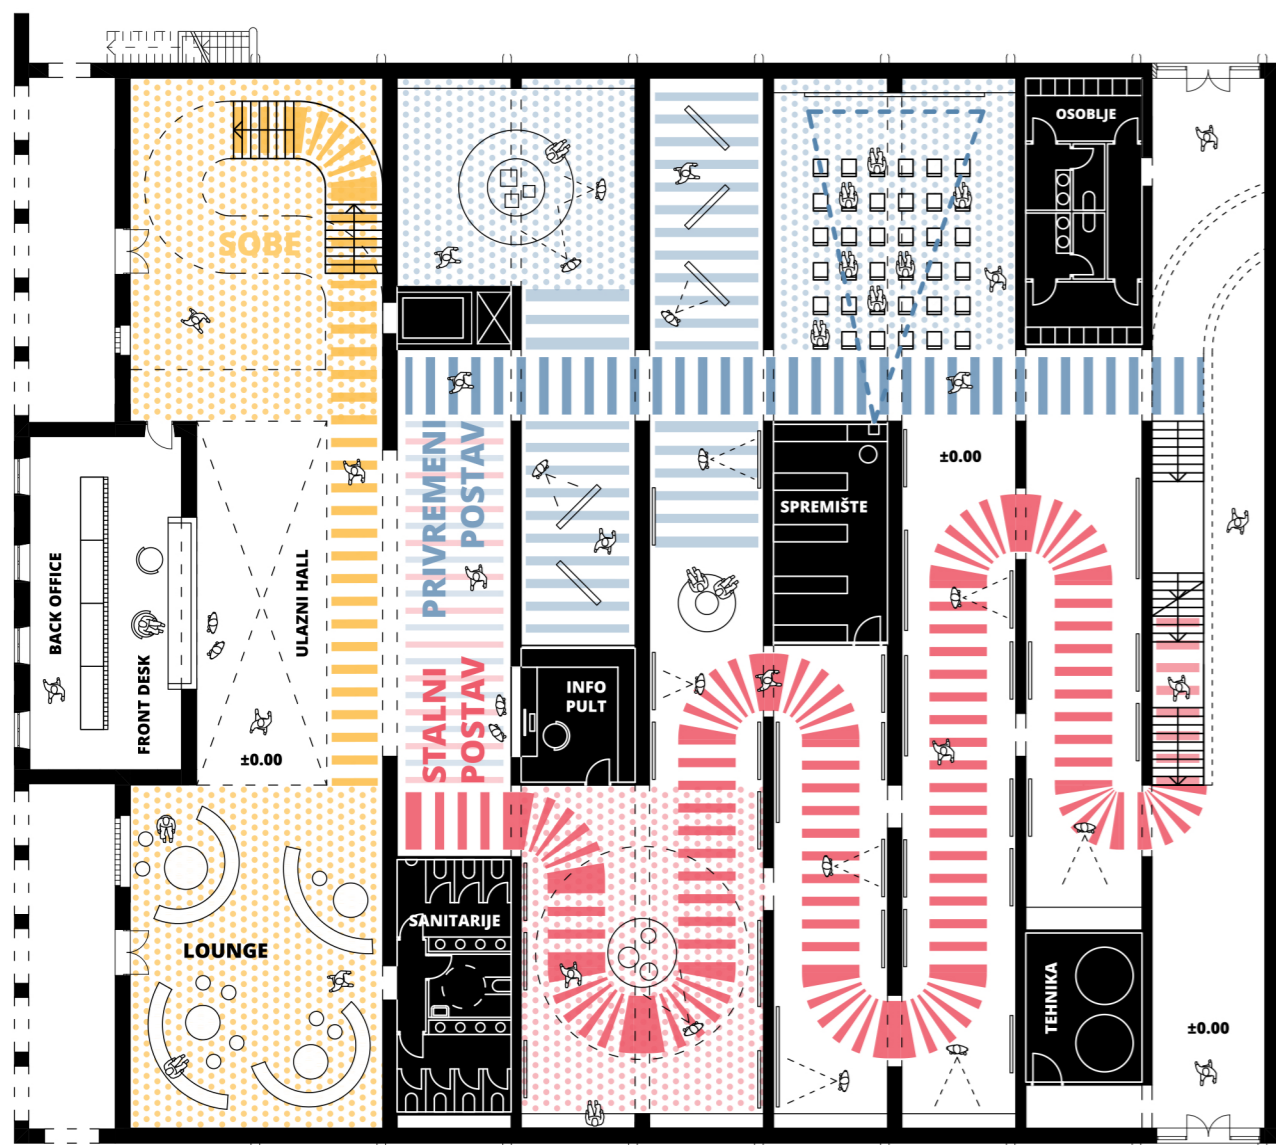 OSOBLJE
SOBE
PRIVREMENI
POSTAV
±0.00
SPREMIŠTE
BACK OFFICE
FRONT DESK
ULAZNI HALL
±0.00
STALNI
POSTAV
INFO
PULT
LOUNGE
SANITARIJE
TEHNIKA
±0.00